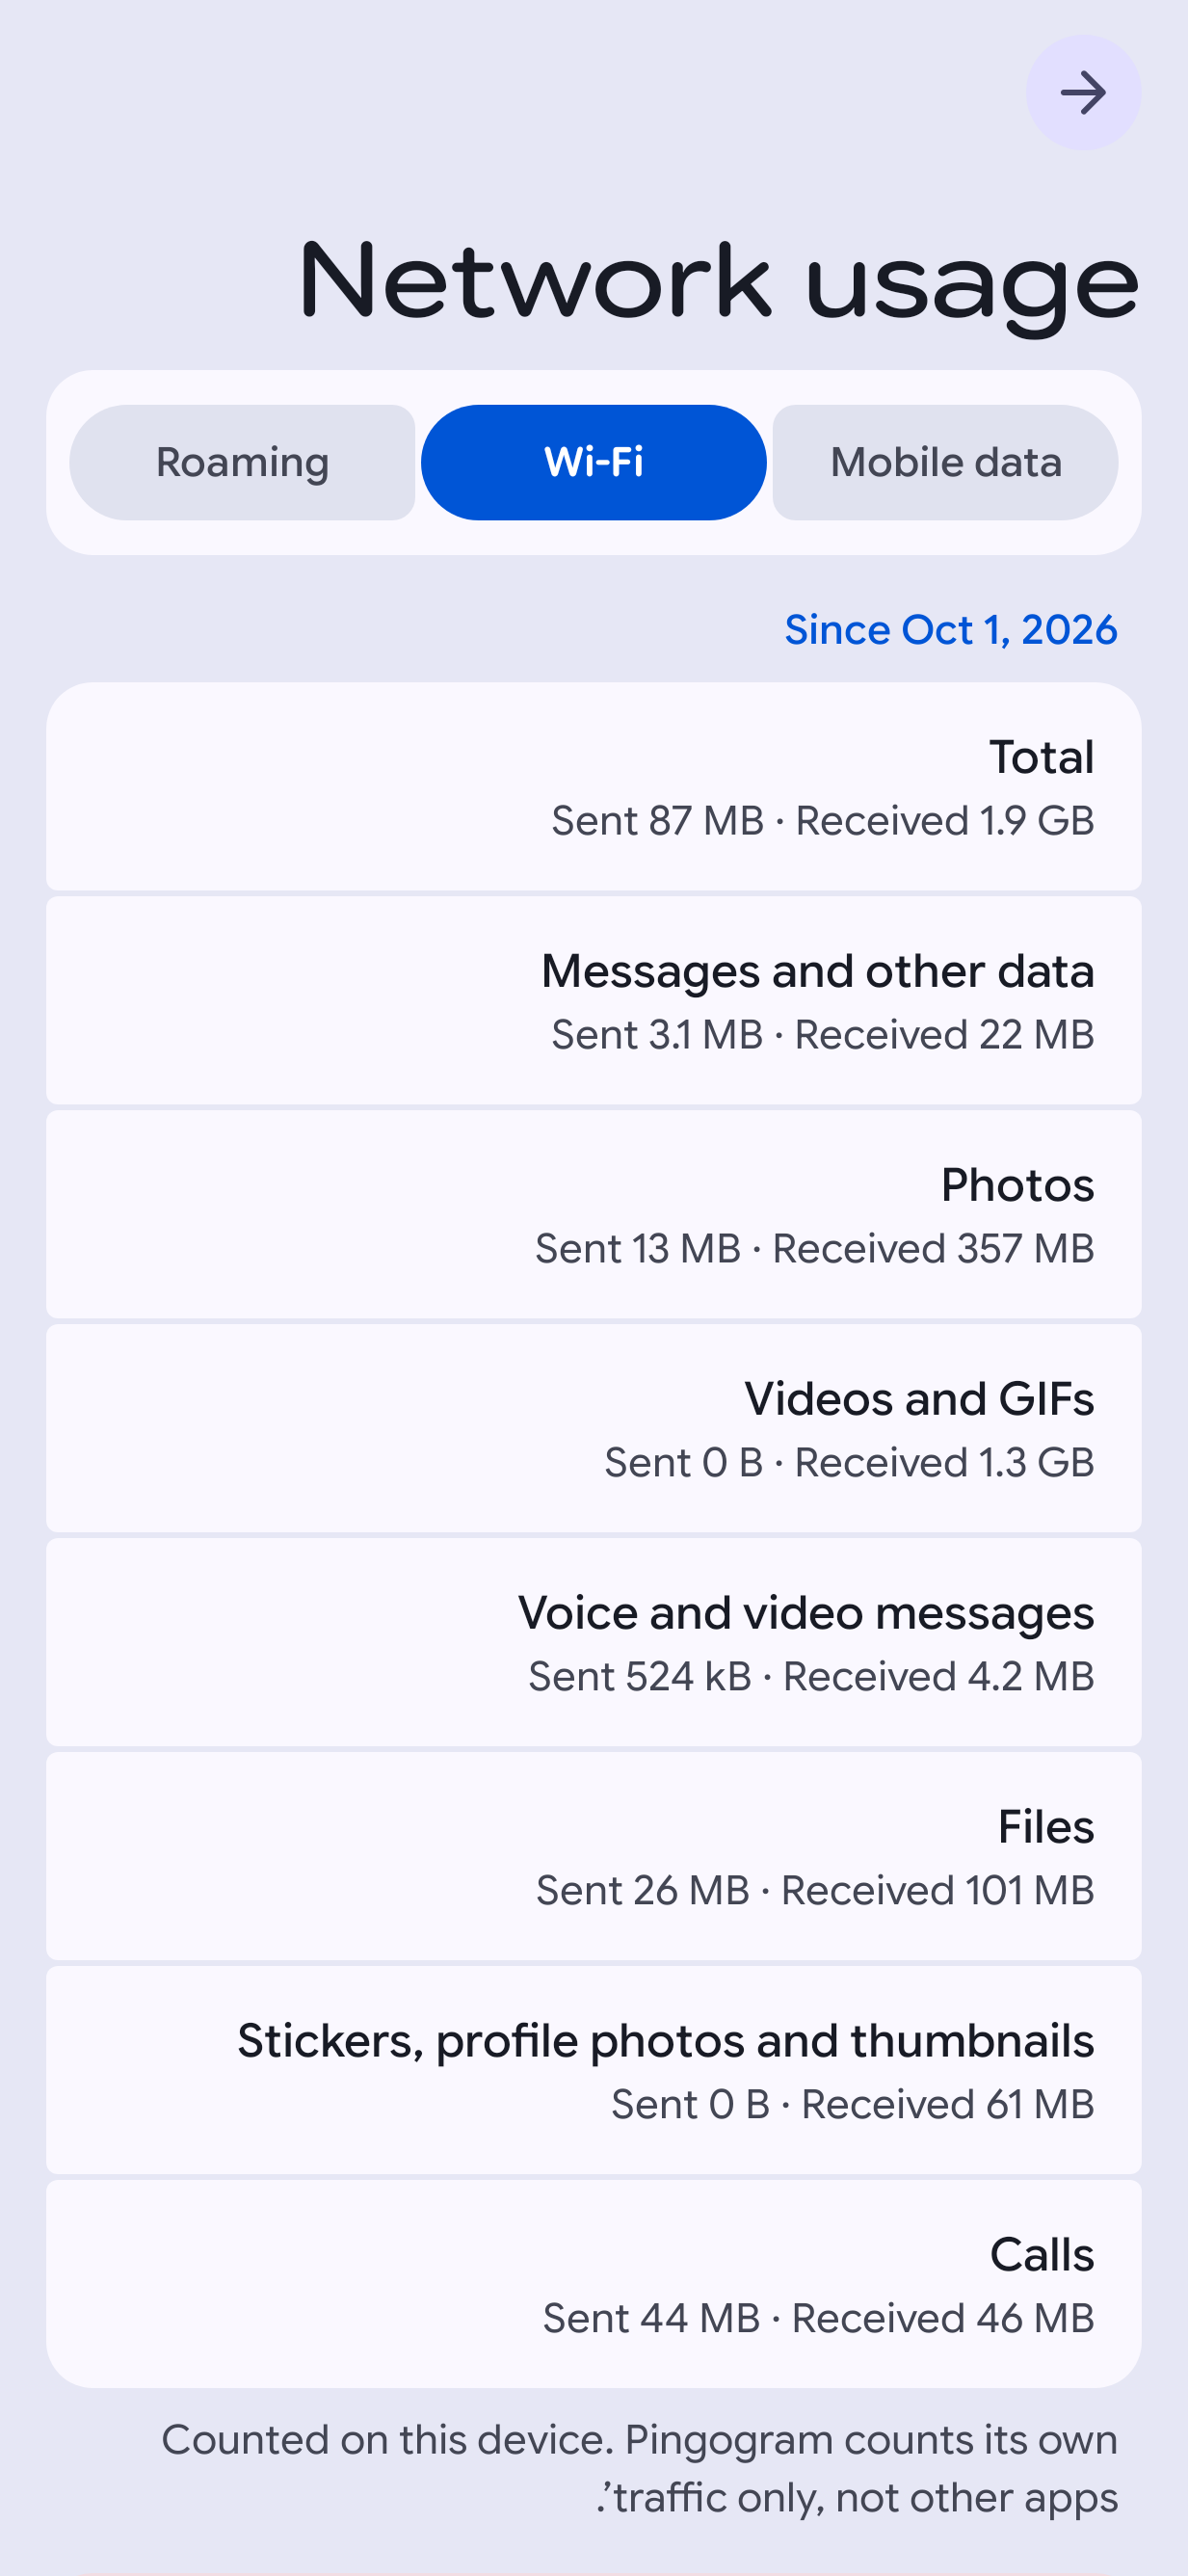 Network usage
Roaming
Wi-Fi
Mobile data
Since Oct 1, 2026
Total
Sent 87 MB · Received 1.9 GB
Messages and other data
Sent 3.1 MB · Received 22 MB
Photos
Sent 13 MB · Received 357 MB
Videos and GIFs
Sent 0 B · Received 1.3 GB
Voice and video messages
Sent 524 kB · Received 4.2 MB
Files
Sent 26 MB · Received 101 MB
Stickers, profile photos and thumbnails
Sent 0 B · Received 61 MB
Calls
Sent 44 MB · Received 46 MB
Counted on this device. Pingogram counts its own
.’traffic only, not other apps